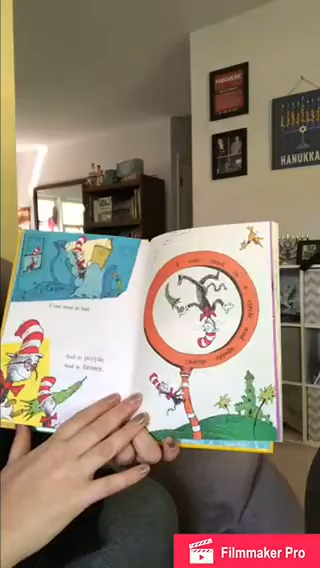 I can read in bed.
And in purple.
And in brown.
I can read in a circle and upside down!
HANUKKA
Filmmaker Pro